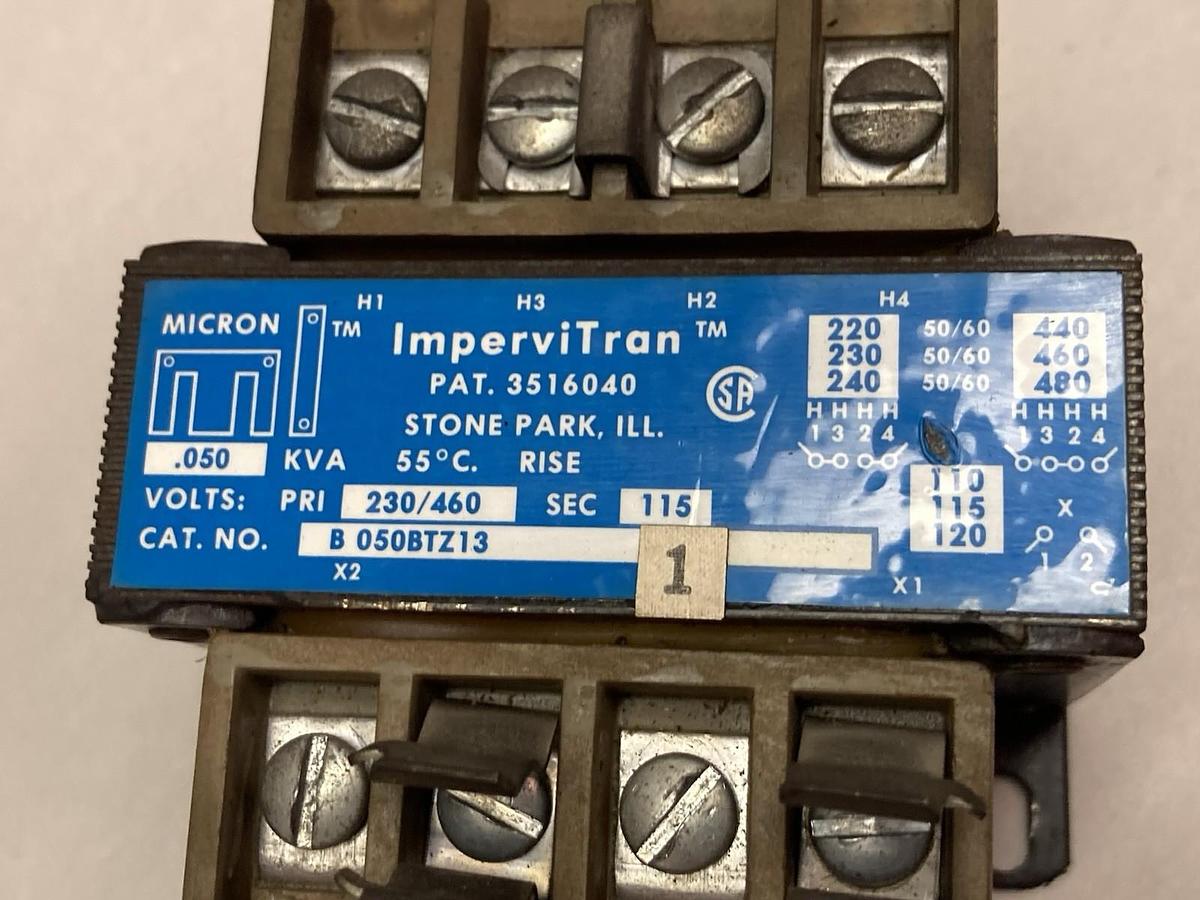 H1 H3 H2 H4
MICRON ™ ImperviTran ™
PAT. 3516040
STONE PARK, ILL.
SA
220 50/60 440
230 50/60 460
240 50/60 480
H H H H H H H H
1 3 2 4 1 3 2 4
.050 KVA 55°C. RISE
VOLTS: PRI 230/460 SEC 115
CAT. NO. B 050BTZ13
110
115
120
X
1 2
X2 1 X1